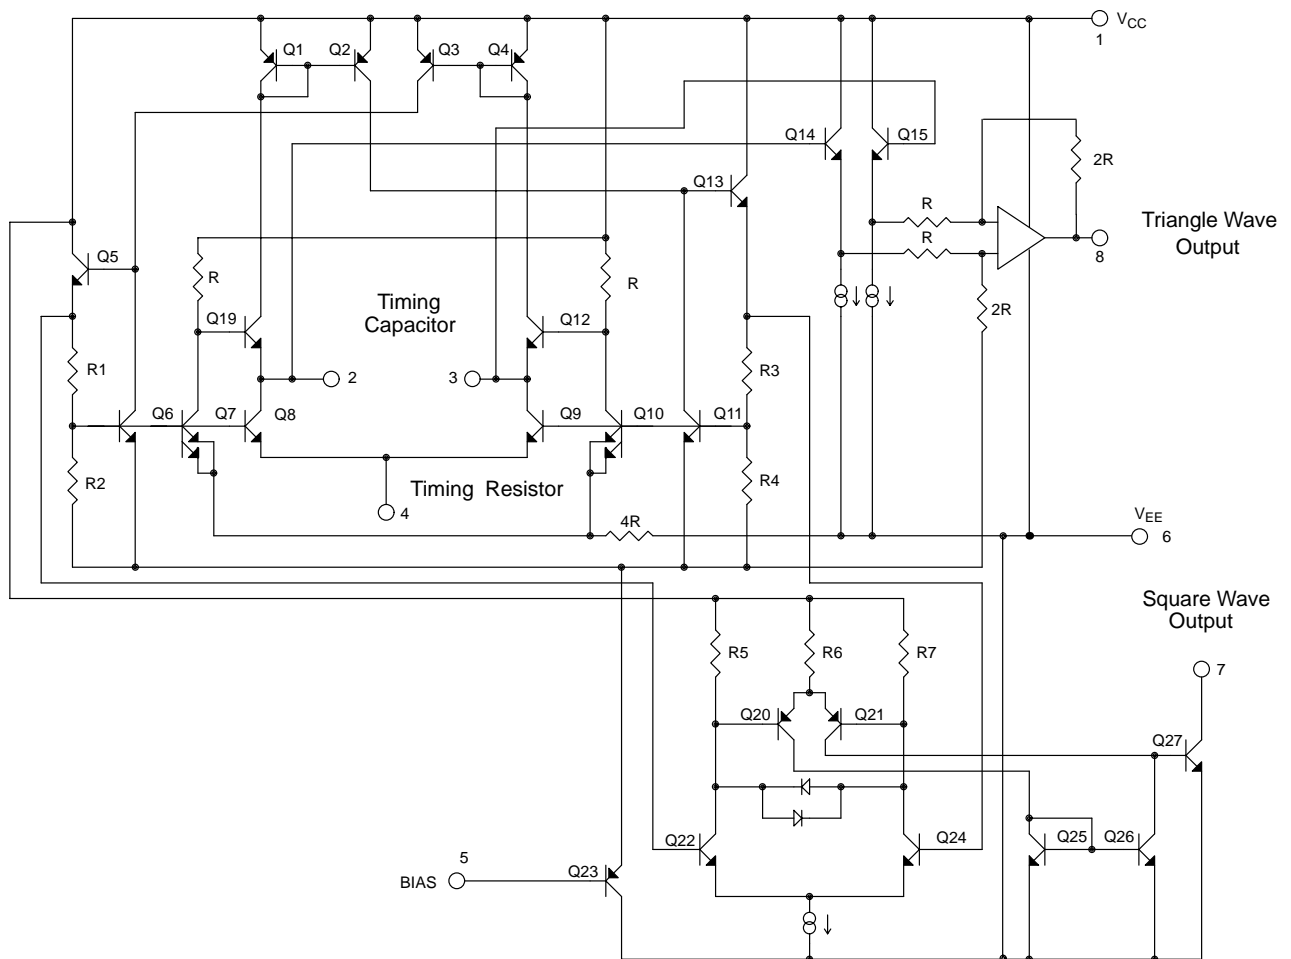 VCC
1
Q1
Q2
Q3
Q4
Q14
Q15
2R
Q13
R
Triangle Wave
Output
Q5
R
8
R
Timing
Capacitor
R
2R
Q19
Q12
R1
2
3
R3
Q6
Q7
Q8
Q9
Q10
Q11
R2
Timing Resistor
R4
4
4R
VEE
6
Square Wave
Output
R5
R6
R7
7
Q20
Q21
Q27
Q22
Q24
Q25
Q26
5
BIAS
Q23